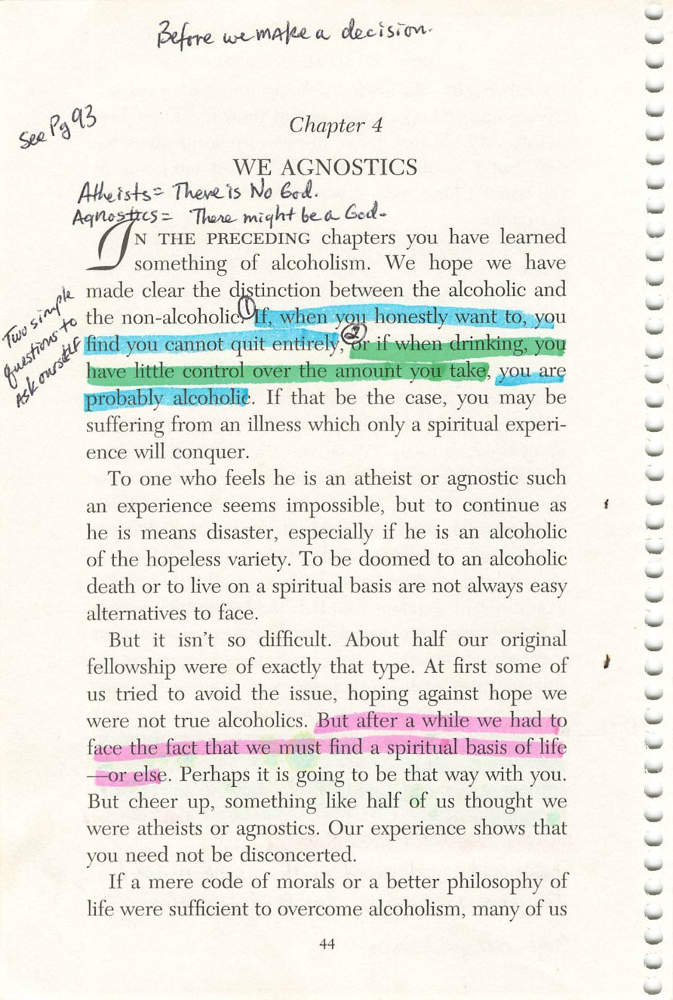 Before we make a decision.
See Pg 93
Chapter 4
WE AGNOSTICS
Atheists = There is No God.
Agnostics = There might be a God.
IN THE PRECEDING chapters you have learned
something of alcoholism. We hope we have
made clear the distinction between the alcoholic and
the non-alcoholic. ① If, when you honestly want to, you
find you cannot quit entirely, ② or if when drinking, you
have little control over the amount you take, you are
probably alcoholic. If that be the case, you may be
suffering from an illness which only a spiritual experi-
ence will conquer.
Two simple
questions to
Ask ourself
To one who feels he is an atheist or agnostic such
an experience seems impossible, but to continue as
he is means disaster, especially if he is an alcoholic
of the hopeless variety. To be doomed to an alcoholic
death or to live on a spiritual basis are not always easy
alternatives to face.
But it isn't so difficult. About half our original
fellowship were of exactly that type. At first some of
us tried to avoid the issue, hoping against hope we
were not true alcoholics. But after a while we had to
face the fact that we must find a spiritual basis of life
—or else. Perhaps it is going to be that way with you.
But cheer up, something like half of us thought we
were atheists or agnostics. Our experience shows that
you need not be disconcerted.
If a mere code of morals or a better philosophy of
life were sufficient to overcome alcoholism, many of us
44